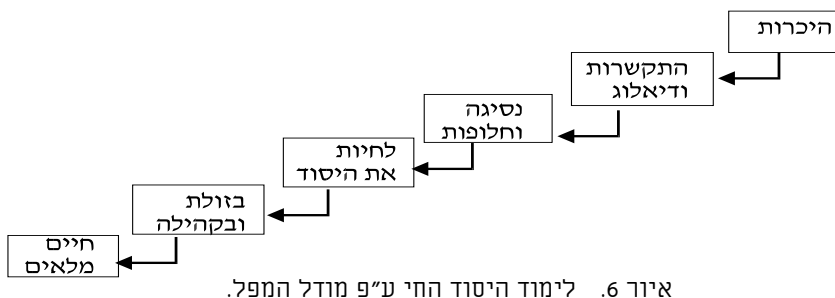 היכרות
התקשרות
ודיאלוג
נסיגה
וחלופות
לחיות
את היסוד
בזולת
ובקהילה
חיים
מלאים
איור 6. לימוד היסוד החי ע"פ מודל המפל.